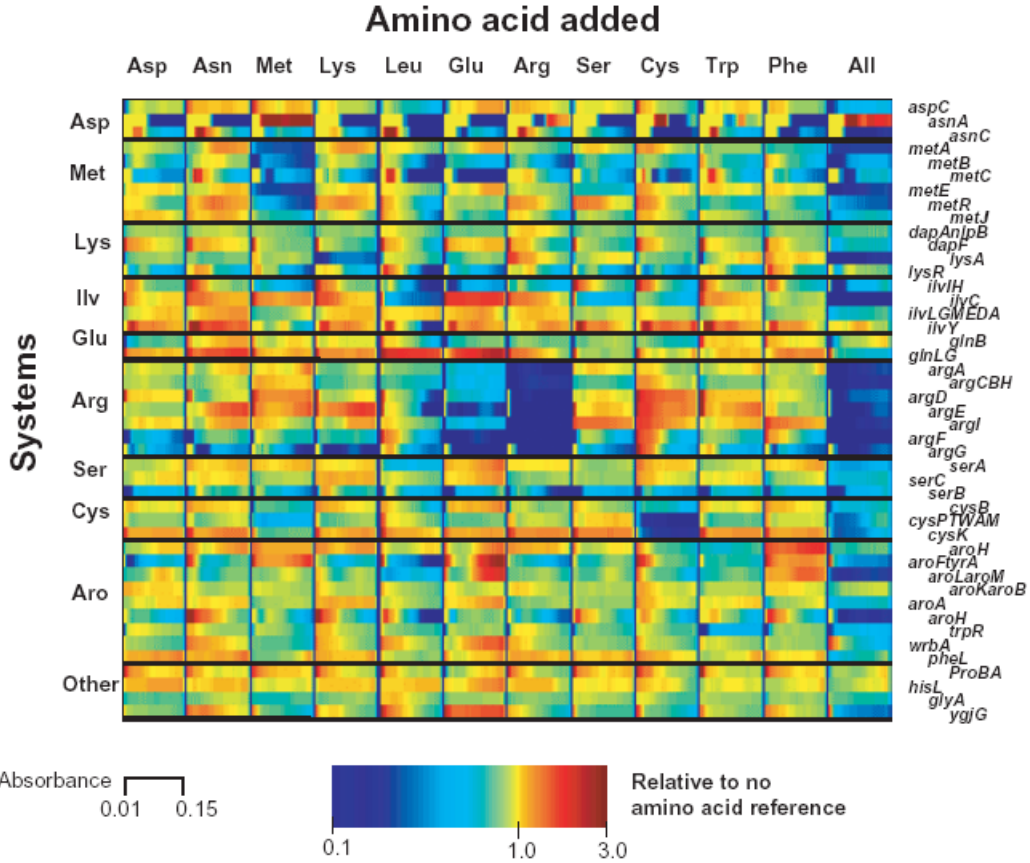 Amino acid added
Asp Asn Met Lys Leu Glu Arg Ser Cys Trp Phe All
Systems
Asp
Met
Lys
Ilv
Glu
Arg
Ser
Cys
Aro
Other
aspC
asnA
asnC
metA
metB
metC
metE
metR
metJ
dapAnlpB
dapF
lysA
lysR
ilvIH
ilvC
ilvLGMEDA
ilvY
glnB
glnLG
argA
argCBH
argD
argE
argI
argF
argG
serA
serC
serB
cysB
cysPTWAM
cysK
aroH
aroFtyrA
aroLaroM
aroKaroB
aroA
aroH
trpR
wrbA
pheL
ProBA
hisL
glyA
ygjG
Absorbance
0.01 0.15
0.1 1.0 3.0
Relative to no
amino acid reference